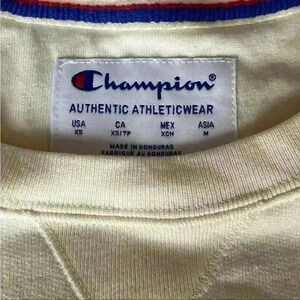 Champion
AUTHENTIC ATHLETICWEAR
USA CA MEX ASIA
XS XS/TP XCH M
MADE IN HONDURAS
FABRIQUÉ AU HONDURAS